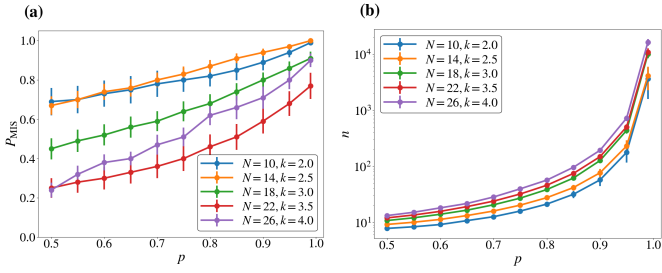 (a)
1.0
0.8
0.6
0.4
0.2
0.0
P_MIS
N = 10, k = 2.0
N = 14, k = 2.5
N = 18, k = 3.0
N = 22, k = 3.5
N = 26, k = 4.0
0.5 0.6 0.7 0.8 0.9 1.0
p
(b)
10^4
10^3
10^2
10^1
n
N = 10, k = 2.0
N = 14, k = 2.5
N = 18, k = 3.0
N = 22, k = 3.5
N = 26, k = 4.0
0.5 0.6 0.7 0.8 0.9 1.0
p